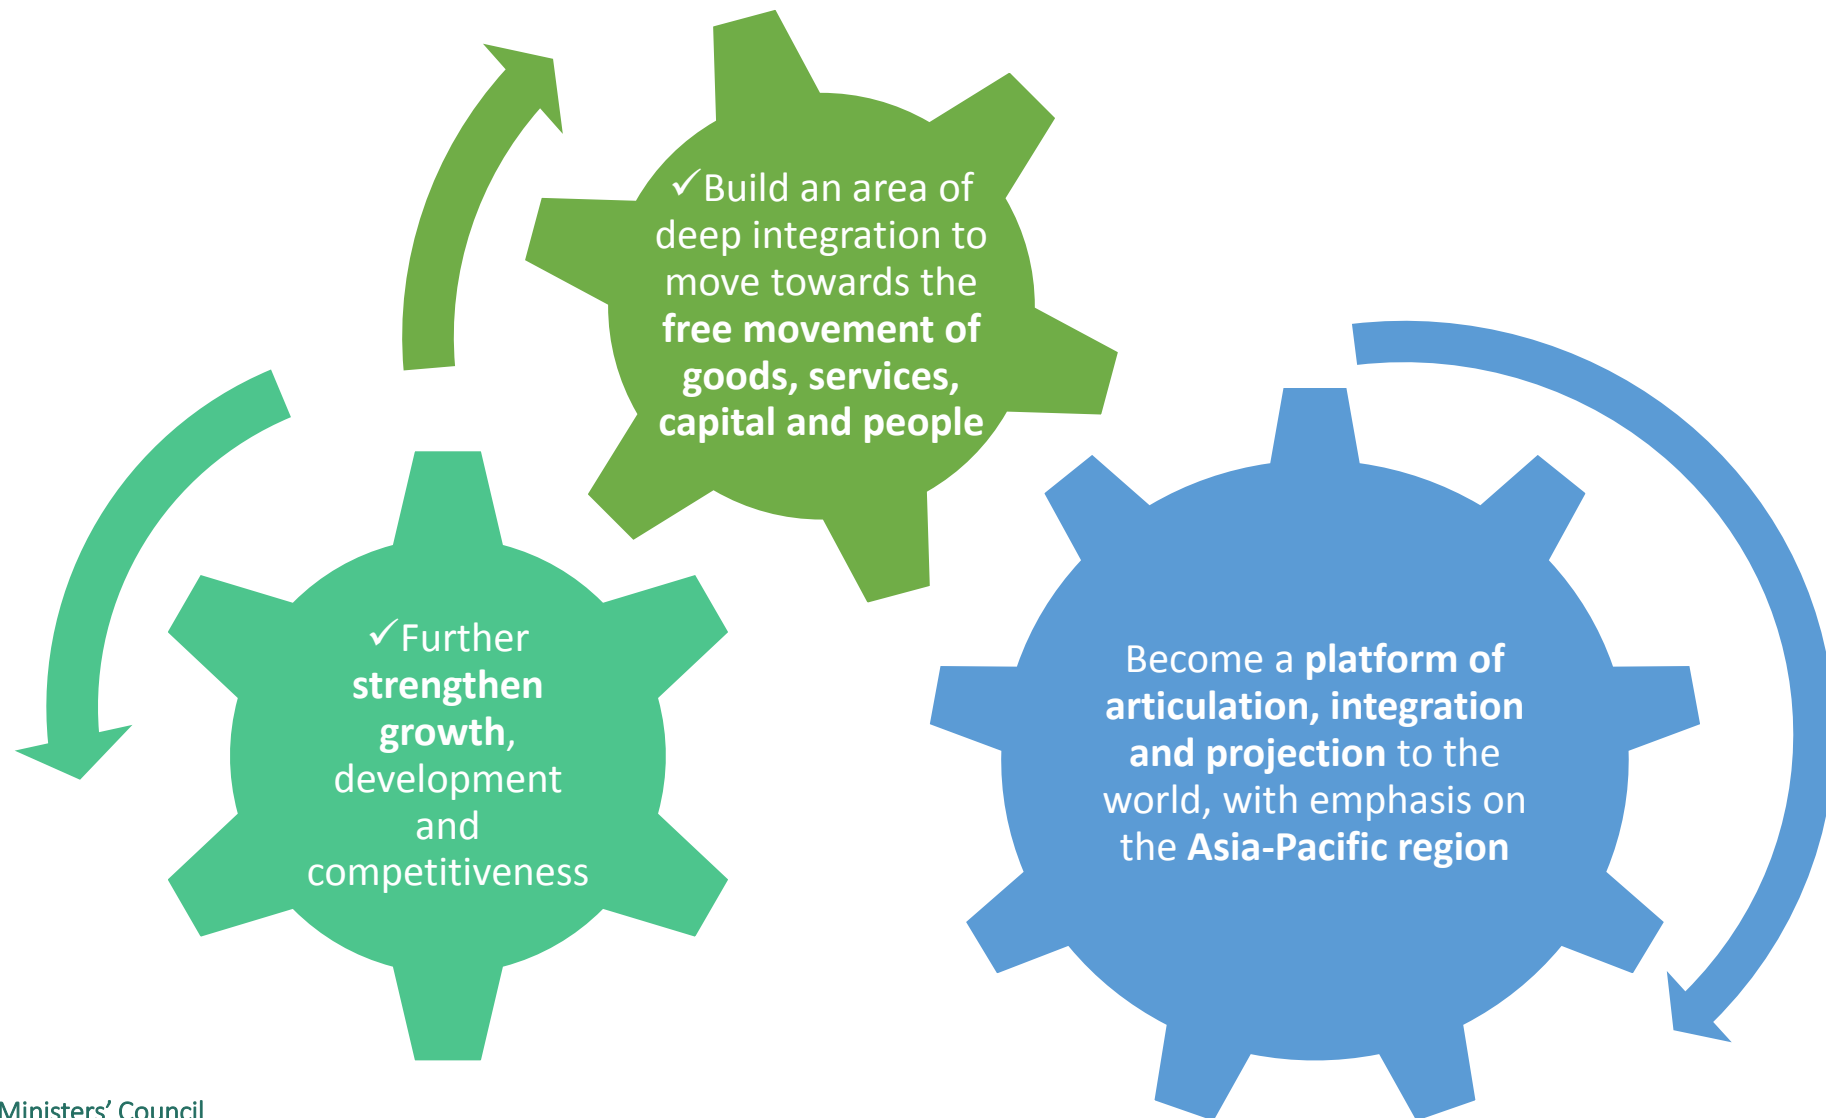 ✓Build an area of
deep integration to
move towards the
free movement of
goods, services,
capital and people
✓Further
strengthen
growth,
development
and
competitiveness
Become a platform of
articulation, integration
and projection to the
world, with emphasis on
the Asia-Pacific region
Ministers’ Council